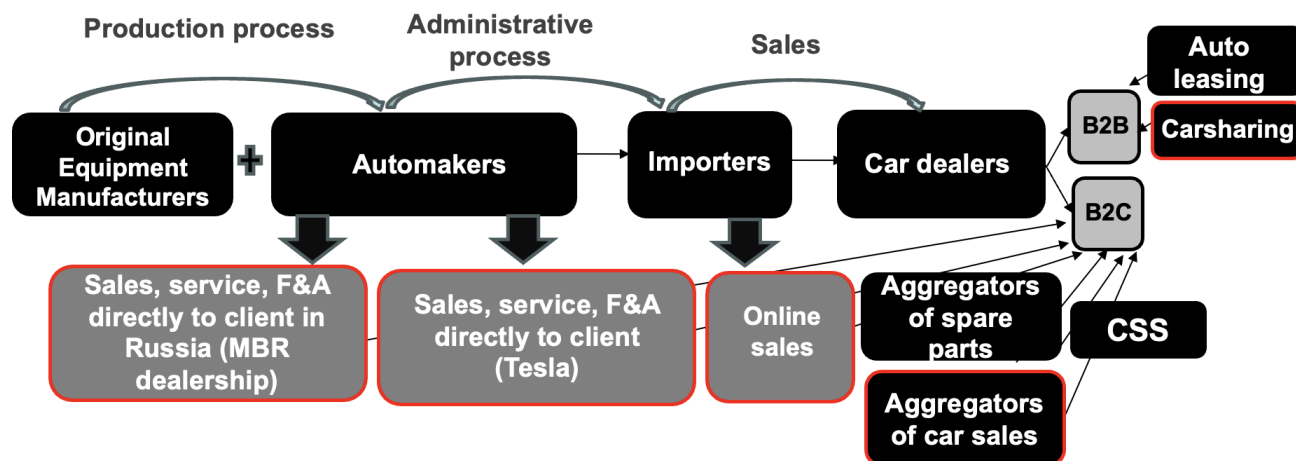 Production process
Administrative
process
Sales
Auto
leasing
Original
Equipment
Manufacturers
+
Automakers
Importers
Car dealers
B2B
Carsharing
B2C
Sales, service, F&A
directly to client in
Russia (MBR
dealership)
Sales, service, F&A
directly to client
(Tesla)
Online
sales
Aggregators
of spare
parts
CSS
Aggregators
of car sales